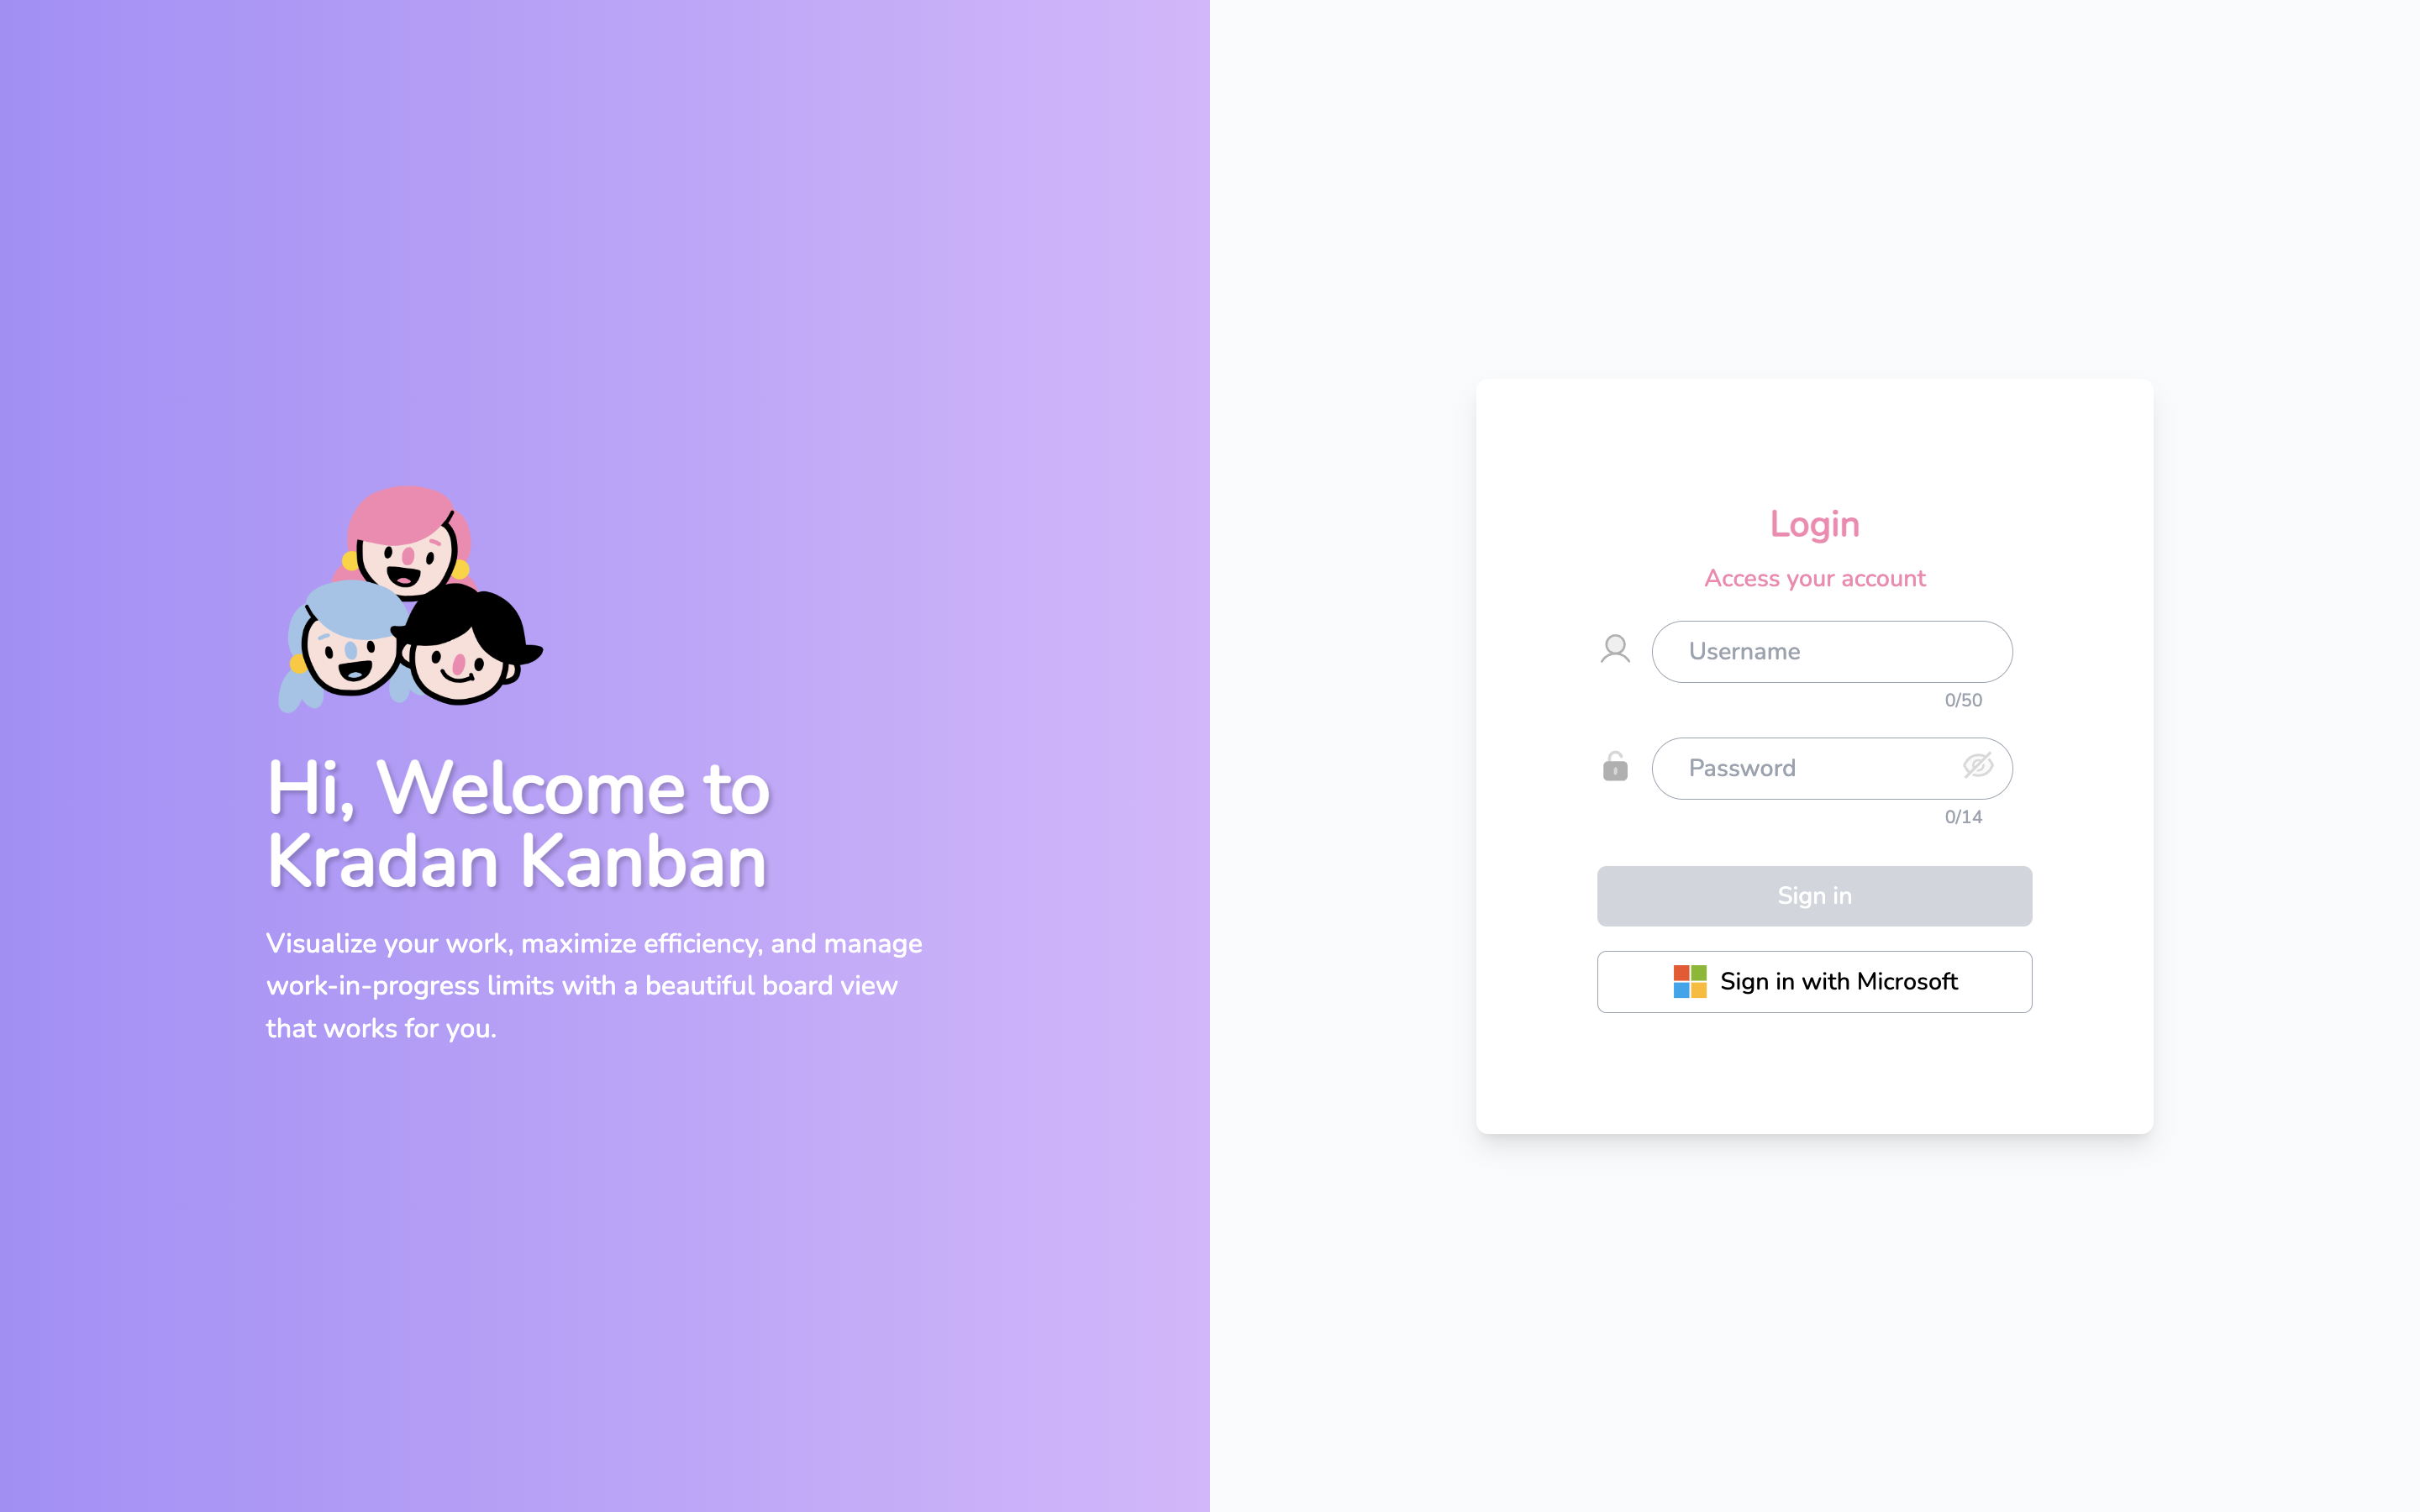 Hi, Welcome to
Kradan Kanban
Visualize your work, maximize efficiency, and manage
work-in-progress limits with a beautiful board view
that works for you.
Login
Access your account
Username
0/50
Password
0/14
Sign in
Sign in with Microsoft